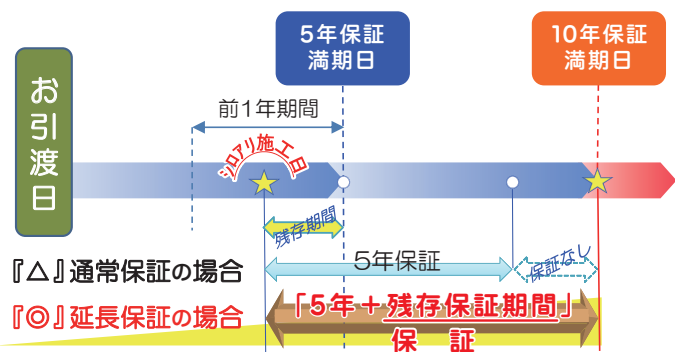 5年保証
満期日
10年保証
満期日
お引渡日
前1年期間
シロアリ施工日
残存期間
『△』通常保証の場合
5年保証
保証なし
『◎』延長保証の場合
「5年+残存保証期間」
保 証